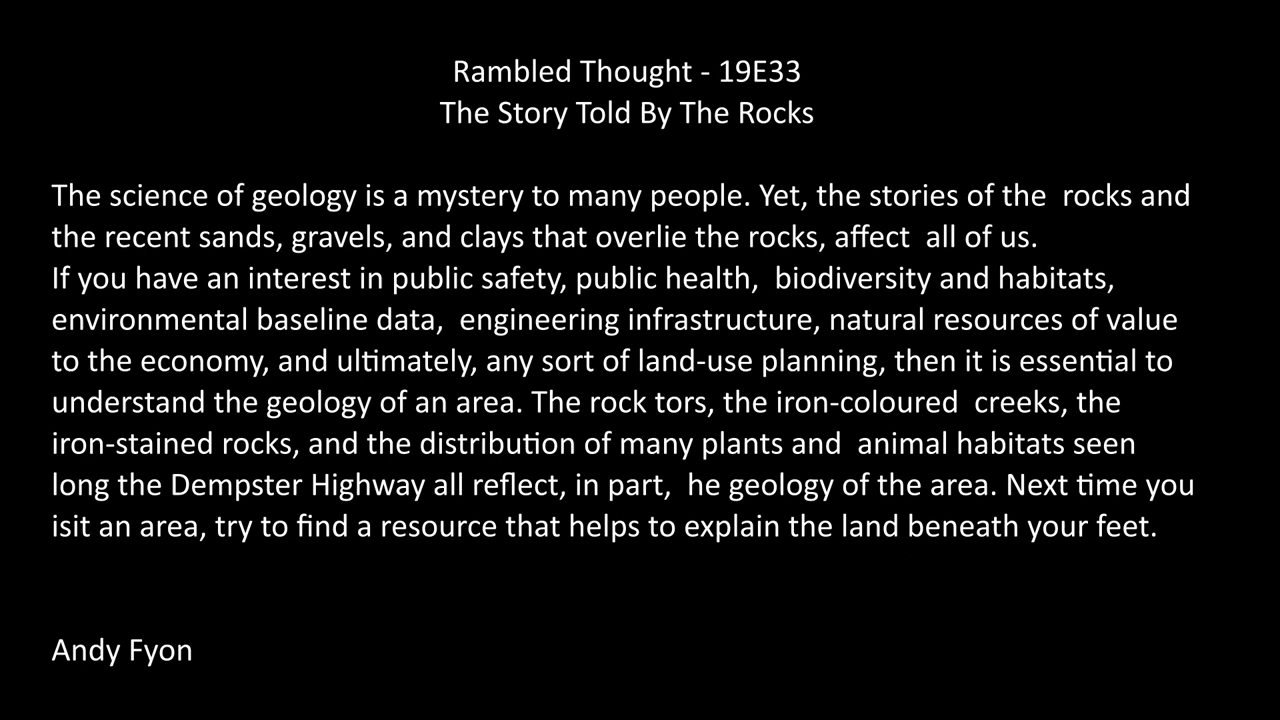 Rambled Thought - 19E33
The Story Told By The Rocks
The science of geology is a mystery to many people. Yet, the stories of the  rocks and
the recent sands, gravels, and clays that overlie the rocks, affect  all of us.
If you have an interest in public safety, public health,  biodiversity and habitats,
environmental baseline data,  engineering infrastructure, natural resources of value
to the economy, and ultimately, any sort of land-use planning, then it is essential to
understand the geology of an area. The rock tors, the iron-coloured  creeks, the
iron-stained rocks, and the distribution of many plants and  animal habitats seen
long the Dempster Highway all reflect, in part,  he geology of the area. Next time you
isit an area, try to find a resource that helps to explain the land beneath your feet.
Andy Fyon